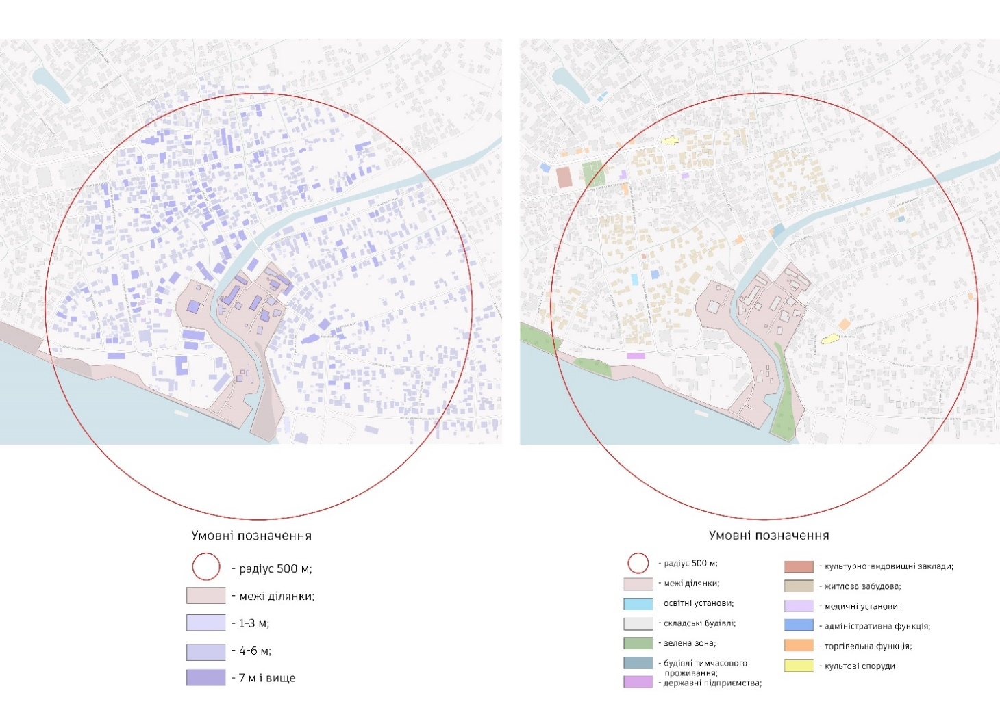 Умовні позначення
- радіус 500 м;
- межі ділянки;
- 1-3 м;
- 4-6 м;
- 7 м і вище
Умовні позначення
- радіус 500 м;
- межі ділянки;
- освітні установи;
- складські будівлі;
- зелена зона;
- будівлі тимчасового
проживання;
- державні підприємства;
- культурно-видовищні заклади;
- житлова забудова;
- медичні установи;
- адміністративна функція;
- торгівельна функція;
- культові споруди